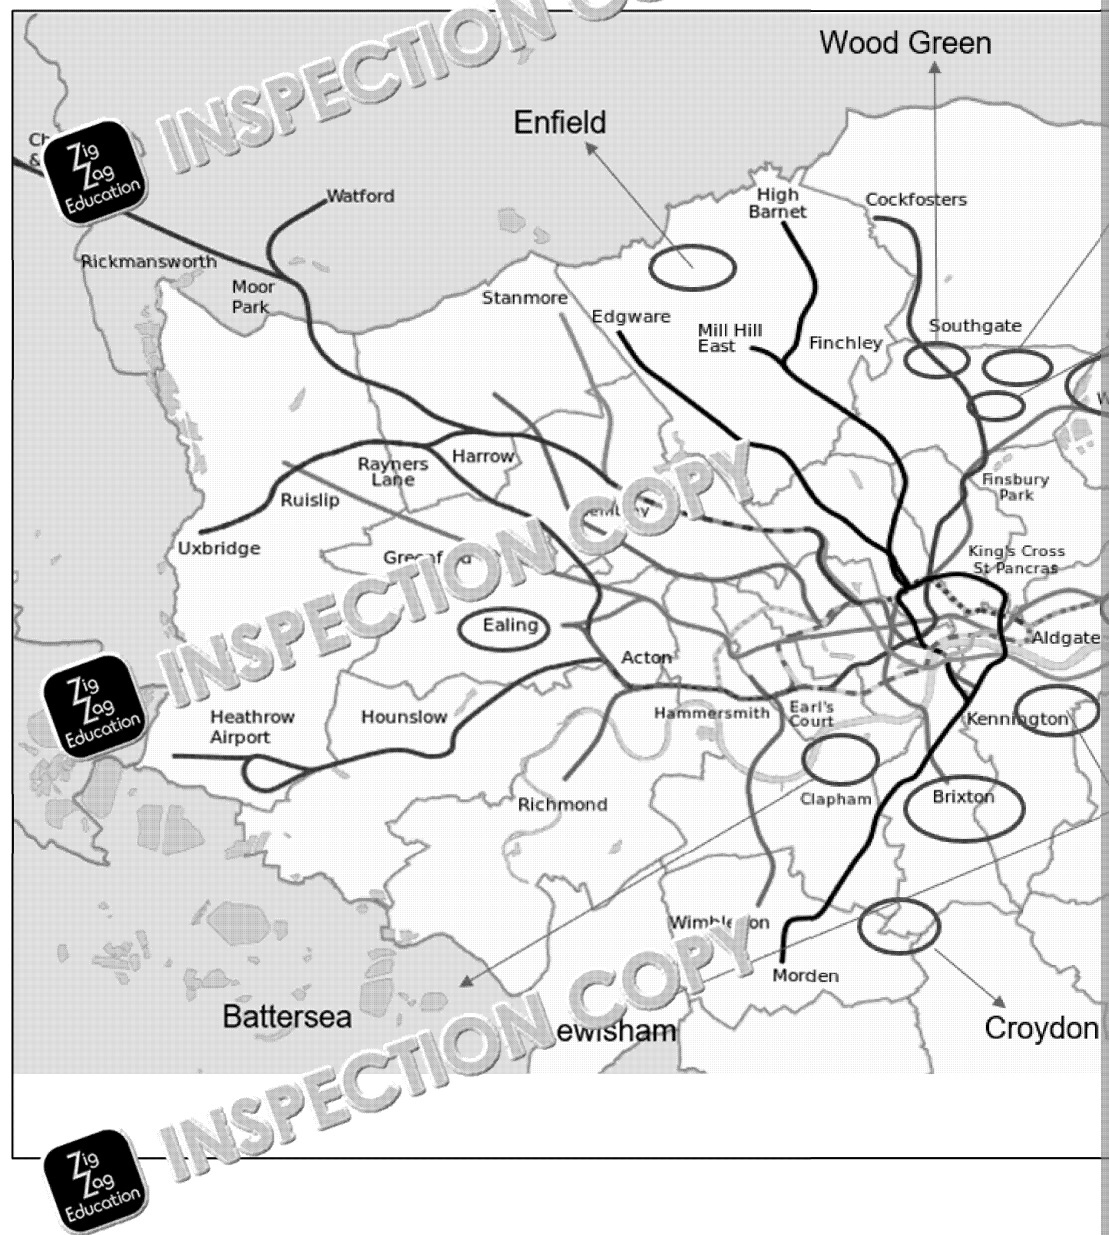 INSPECTION CO
Wood Green
Enfield
Ch
&
Zig
Zag
Education
Watford
High
Barnet
Cockfosters
Rickmansworth
Moor
Park
Stanmore
Edgware
Mill Hill
East
Finchley
Southgate
W
Harrow
Rayners
Lane
Ruislip
Finsbury
Park
Uxbridge
King's Cross
St Pancras
INSPECTION COPY
Ealing
Aldgate
Acton
Zig
Zag
Education
Heathrow
Airport
Hounslow
Hammersmith
Earl's
Court
Kennington
Richmond
Clapham
Brixton
Morden
Battersea
ewisham
Croydon
INSPECTION COPY
Zig
Zag
Education